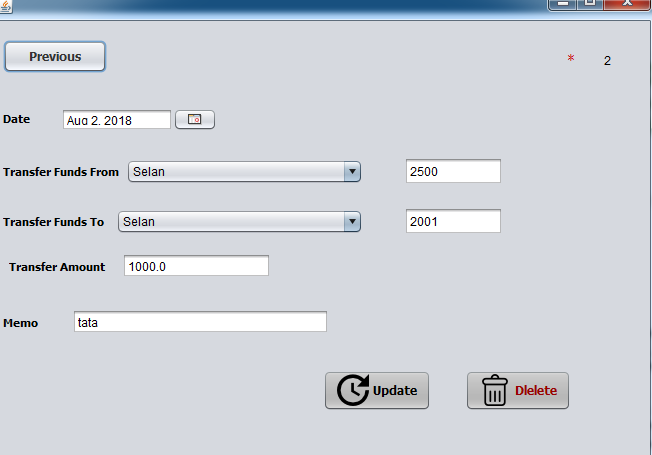 Previous
* 2
Date Aug 2, 2018
Transfer Funds From Selan 2500
Transfer Funds To Selan 2001
Transfer Amount 1000.0
Memo tata
Update Dlelete